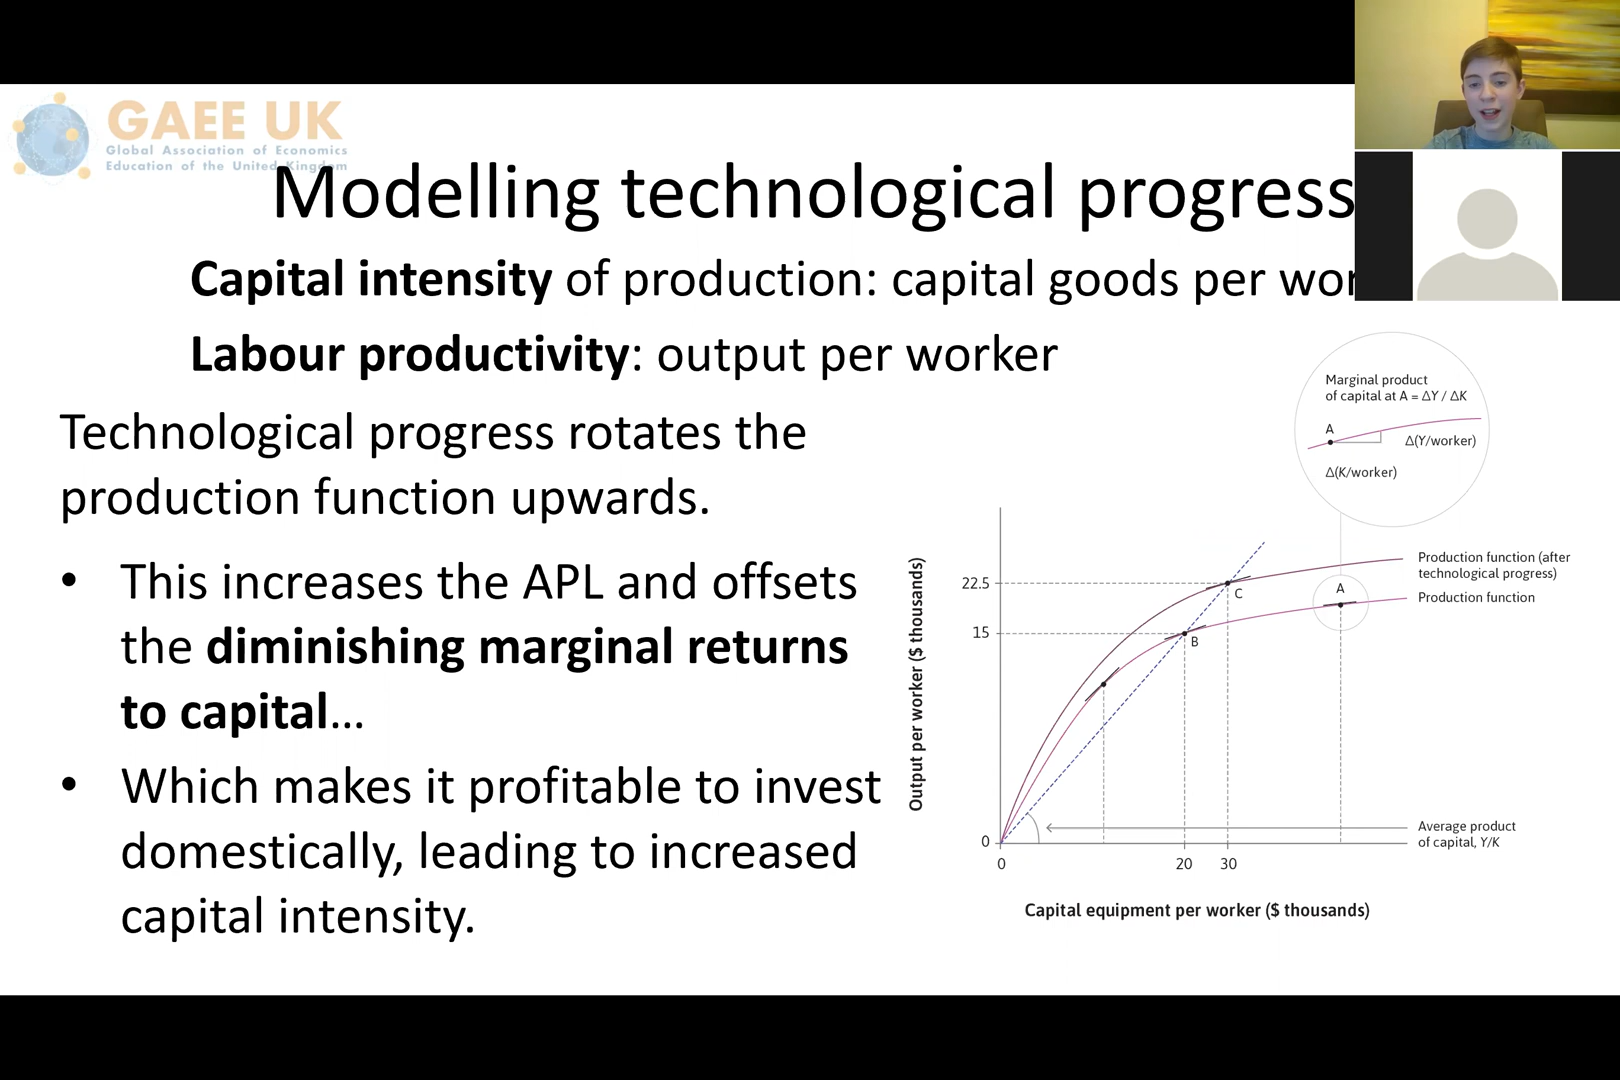 GAEE UK
Global Association of Economics
Education of the United Kingdom
Modelling technological progress
Capital intensity of production: capital goods per
Labour productivity: output per worker
Technological progress rotates the
production function upwards.
• This increases the APL and offsets
the diminishing marginal returns
to capital...
• Which makes it profitable to invest
domestically, leading to increased
capital intensity.
Marginal product
of capital at A = ΔY / ΔK
A
Δ(Y/worker)
Δ(K/worker)
Output per worker ($ thousands)
22.5
15
0
C
B
A
Production function (after
technological progress)
Production function
Average product
of capital, Y/K
0
20
30
Capital equipment per worker ($ thousands)